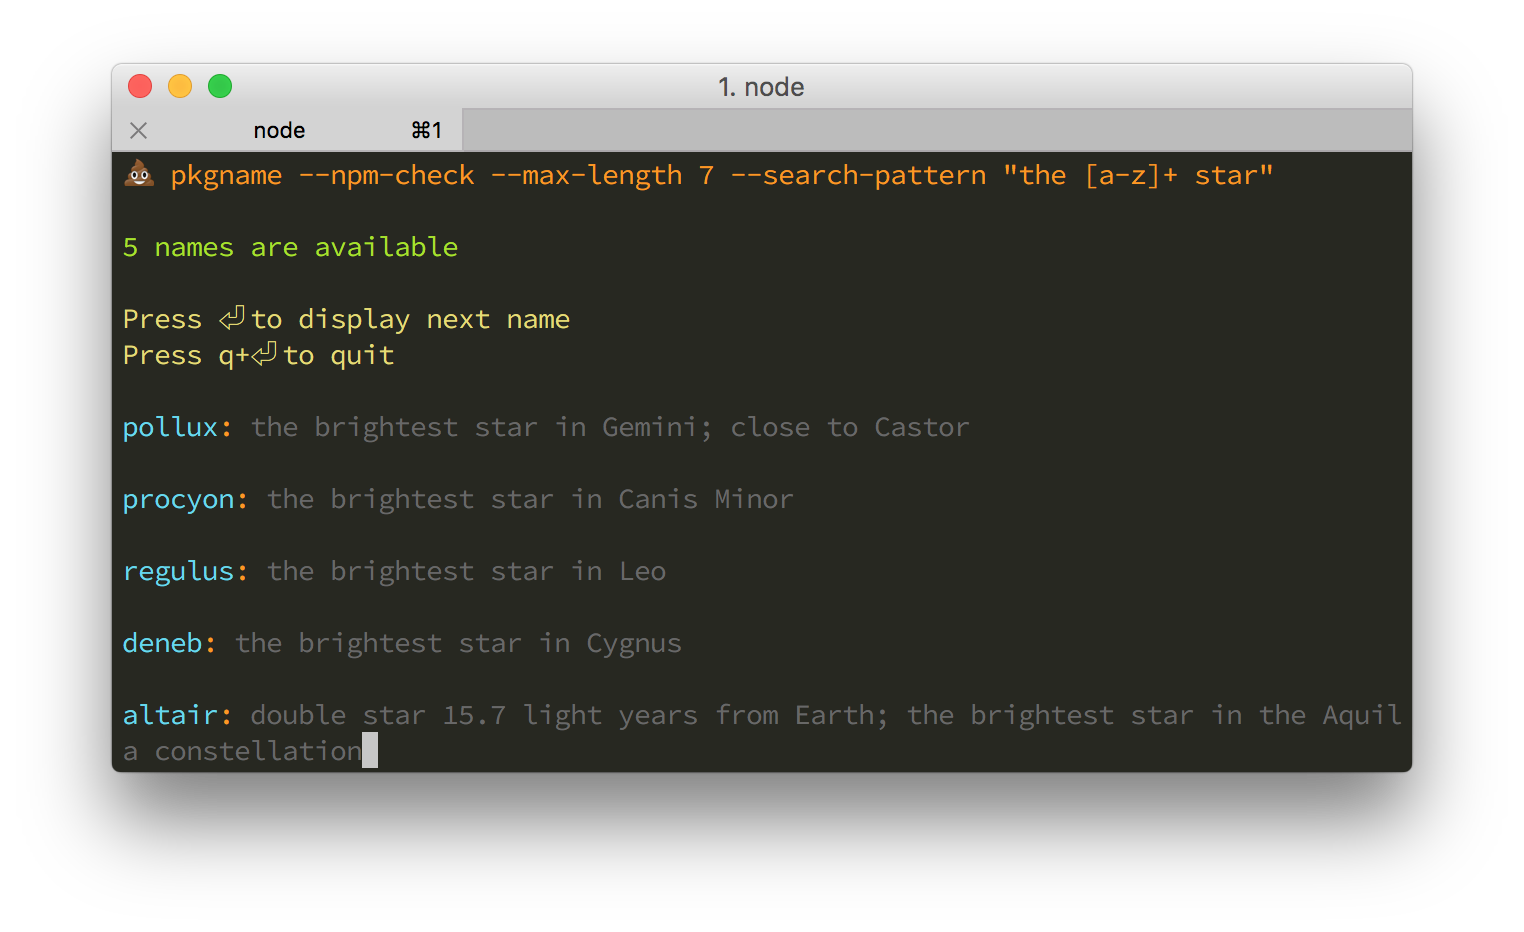 1. node
node ⌘1
💩 pkgname --npm-check --max-length 7 --search-pattern "the [a-z]+ star"
5 names are available
Press ⏎ to display next name
Press q+⏎ to quit
pollux: the brightest star in Gemini; close to Castor
procyon: the brightest star in Canis Minor
regulus: the brightest star in Leo
deneb: the brightest star in Cygnus
altair: double star 15.7 light years from Earth; the brightest star in the Aquil
a constellation